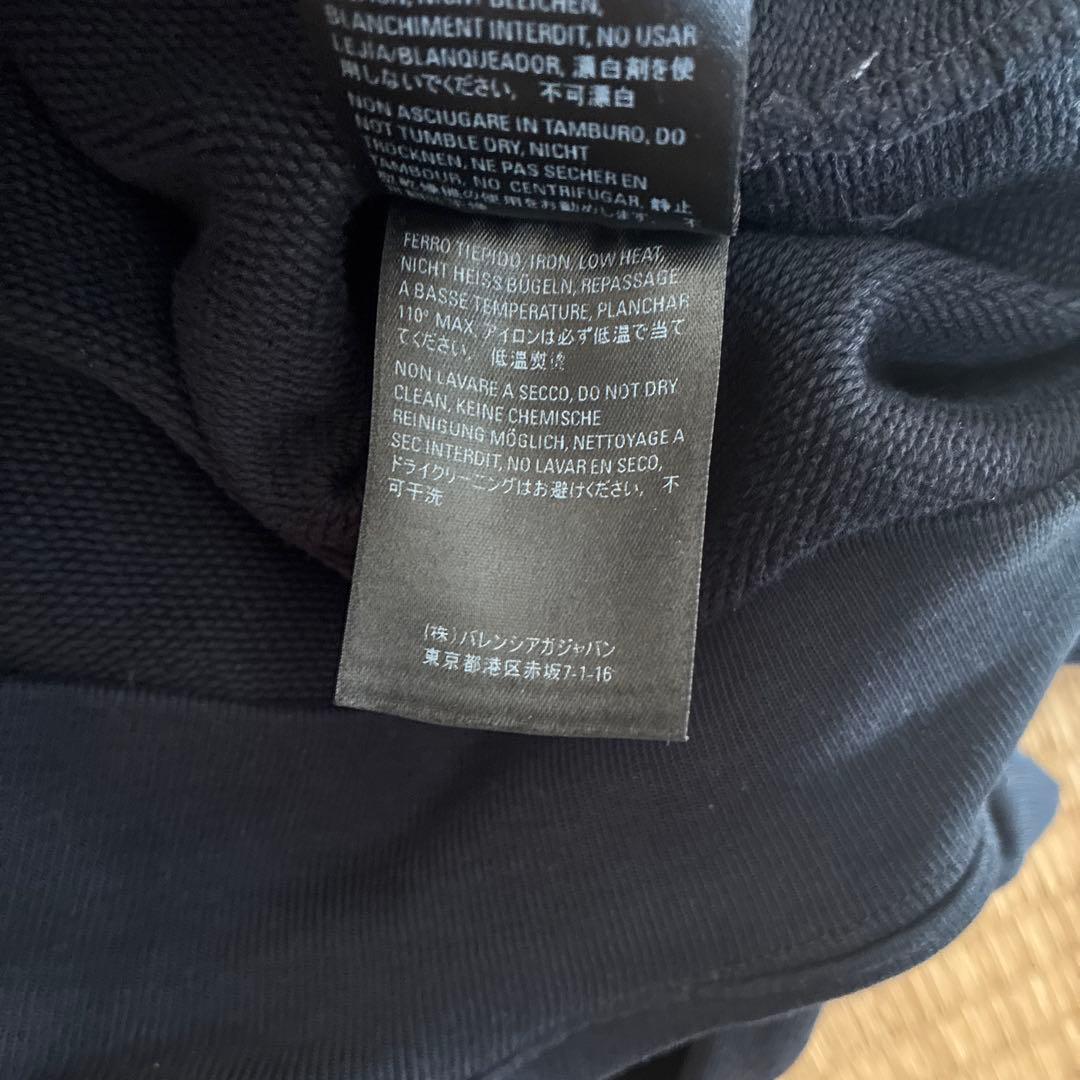 NICHT BLEICHEN,
BLANCHIMENT INTERDIT, NO USAR
LEJIA/BLANQUEADOR, 漂白剤を使
用しないでください, 不可漂白
NON ASCIUGARE IN TAMBURO, DO
NOT TUMBLE DRY, NICHT
TROCKNEN, NE PAS SECHER EN
TAMBOUR, NO CENTRIFUGAR, 静止
FERRO TIEPIDO, IRON, LOW HEAT,
NICHT HEISS BÜGELN, REPASSAGE
A BASSE TEMPERATURE, PLANCHAR
110° MAX, アイロンは必ず低温で当て
てください, 低温熨烫
NON LAVARE A SECCO, DO NOT DRY
CLEAN, KEINE CHEMISCHE
REINIGUNG MÖGLICH, NETTOYAGE A
SEC INTERDIT, NO LAVAR EN SECO,
ドライクリーニングはお避けください, 不
可干洗
(株)バレンシアガジャパン
東京都港区赤坂7-1-16